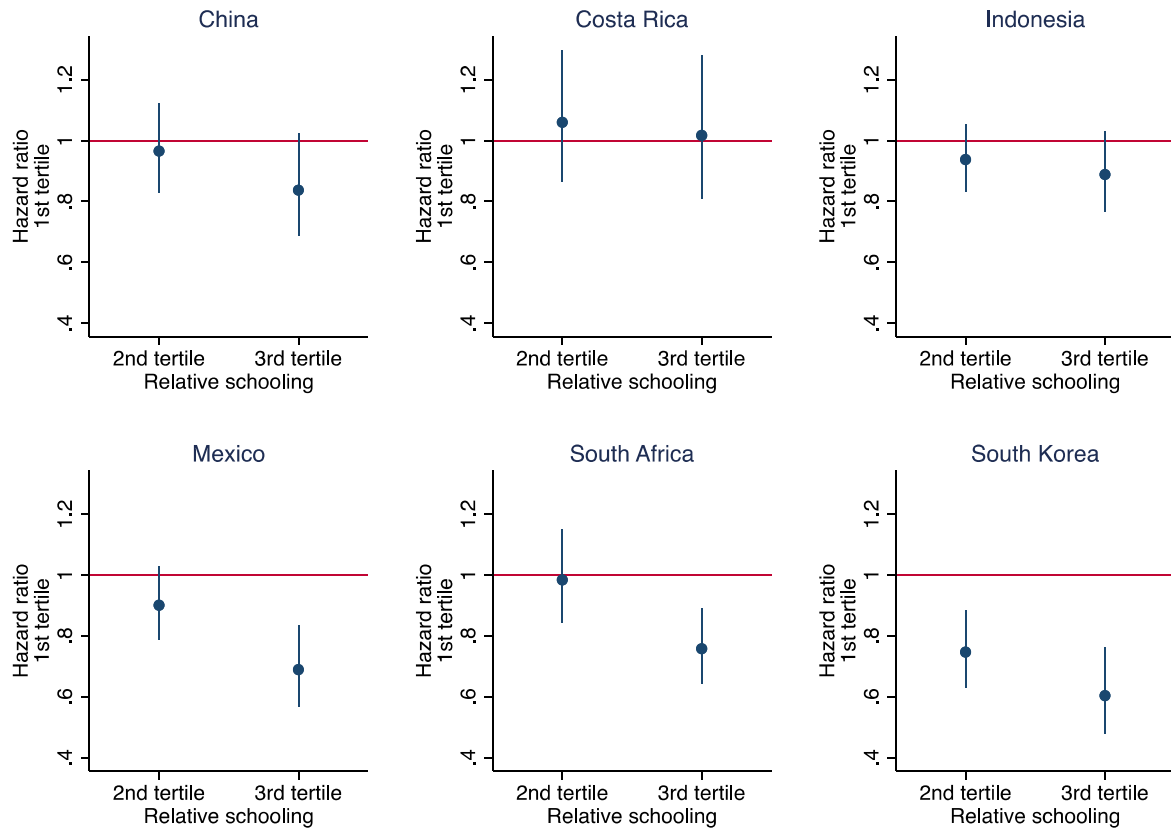 China
Hazard ratio
1st tertile
1.2
1
.8
.6
.4
2nd tertile 3rd tertile
Relative schooling
Costa Rica
Hazard ratio
1st tertile
1.2
1
.8
.6
.4
2nd tertile 3rd tertile
Relative schooling
Indonesia
Hazard ratio
1st tertile
1.2
1
.8
.6
.4
2nd tertile 3rd tertile
Relative schooling
Mexico
Hazard ratio
1st tertile
1.2
1
.8
.6
.4
2nd tertile 3rd tertile
Relative schooling
South Africa
Hazard ratio
1st tertile
1.2
1
.8
.6
.4
2nd tertile 3rd tertile
Relative schooling
South Korea
Hazard ratio
1st tertile
1.2
1
.8
.6
.4
2nd tertile 3rd tertile
Relative schooling